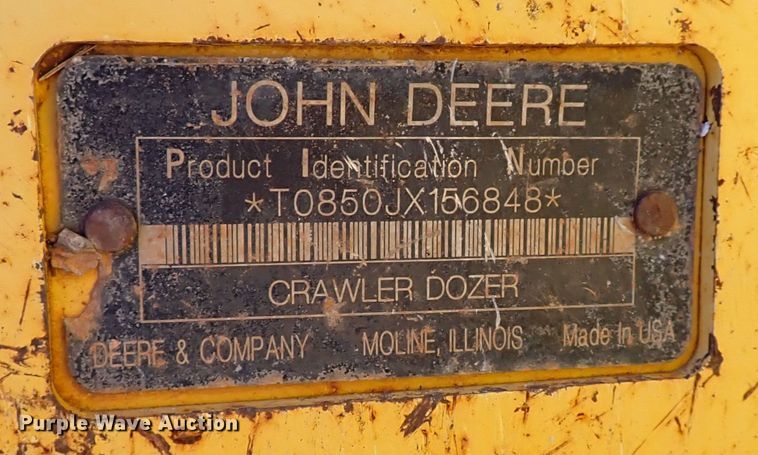 JOHN DEERE
Product Identification Number
*T0850JX156848*
CRAWLER DOZER
DEERE & COMPANY MOLINE, ILLINOIS Made In USA
Purple Wave Auction